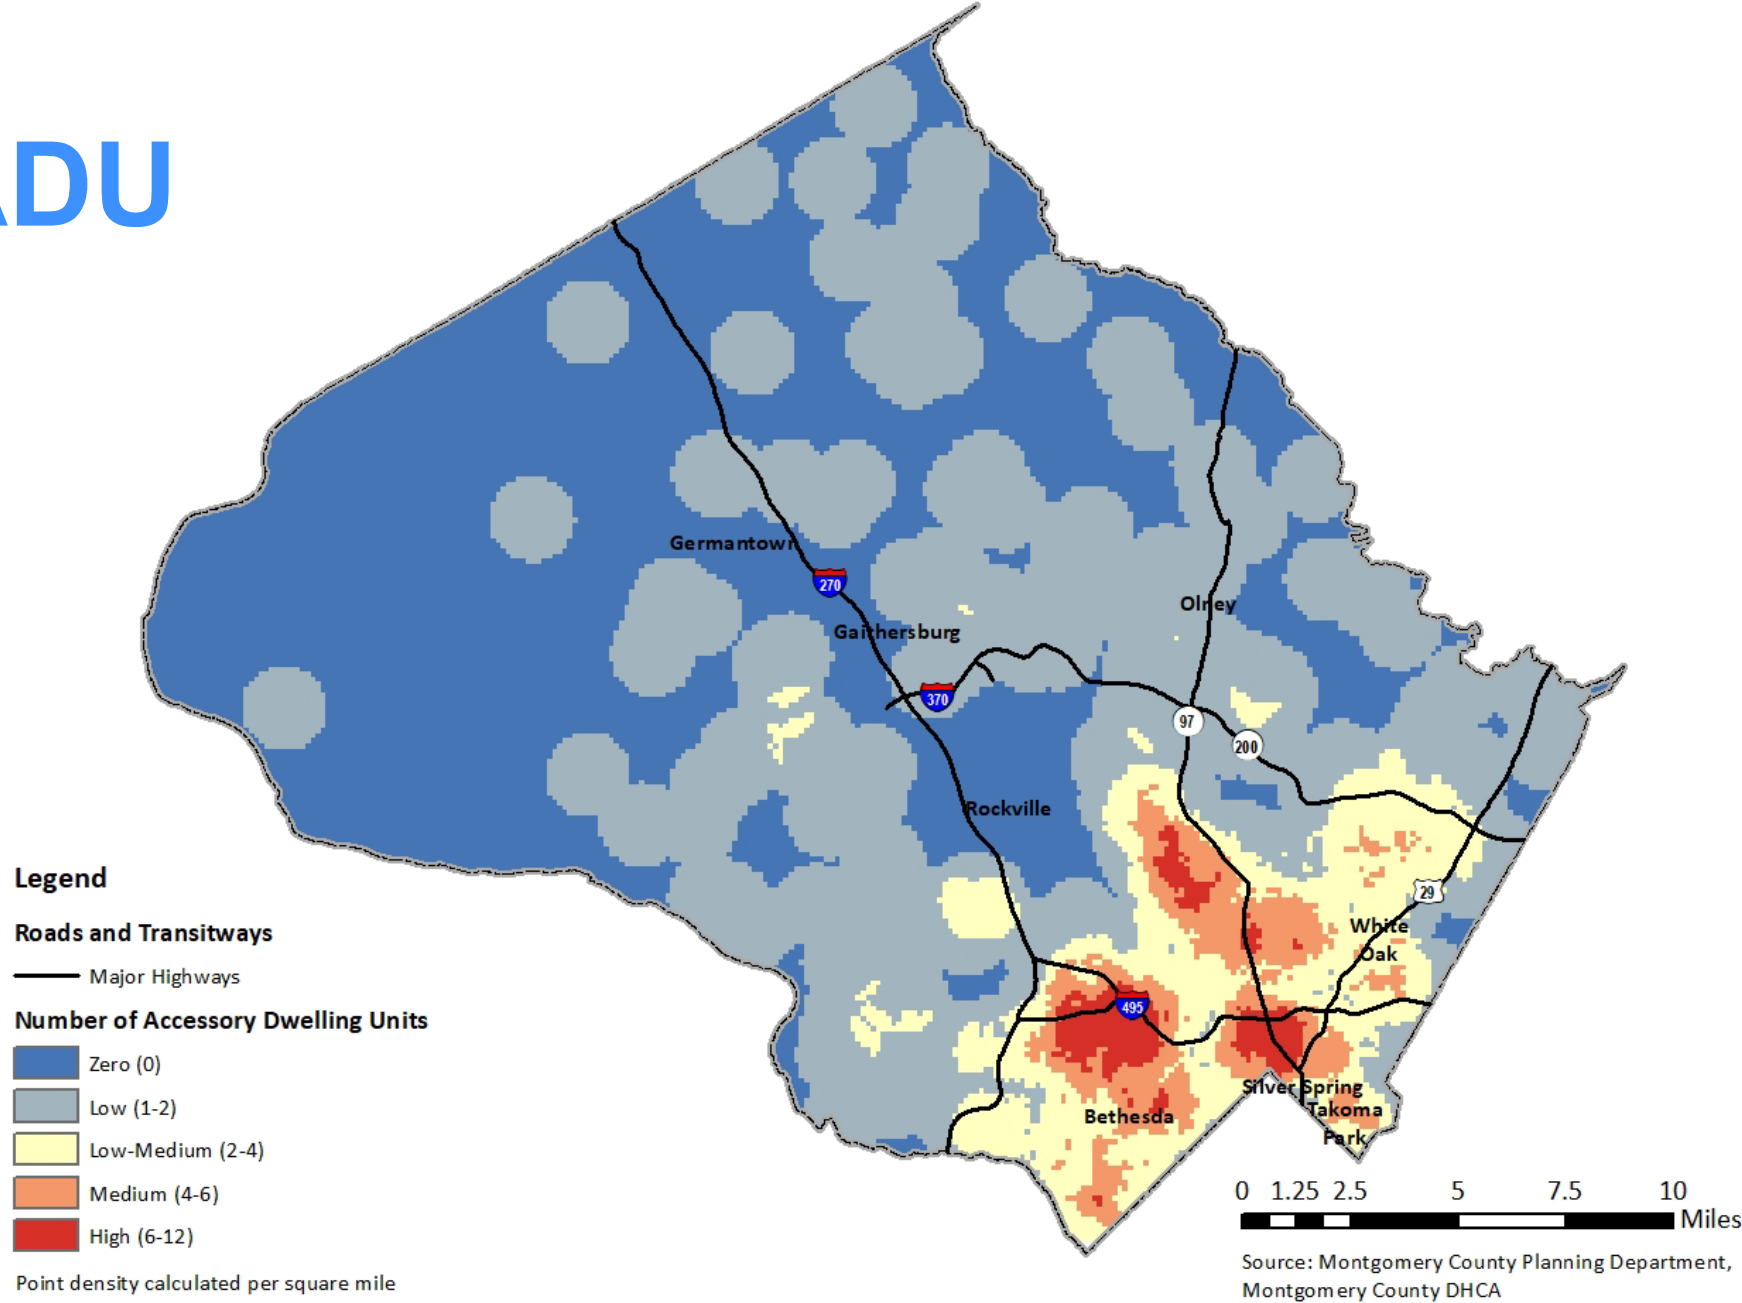 ADU
Germantown
270
Gaithersburg
Olney
370
97
200
Rockville
29
White
Oak
495
Silver Spring
Bethesda
Takoma
Park
Legend
Roads and Transitways
Major Highways
Number of Accessory Dwelling Units
Zero (0)
Low (1-2)
Low-Medium (2-4)
Medium (4-6)
High (6-12)
Point density calculated per square mile
0 1.25 2.5 5 7.5 10
Miles
Source: Montgomery County Planning Department,
Montgomery County DHCA